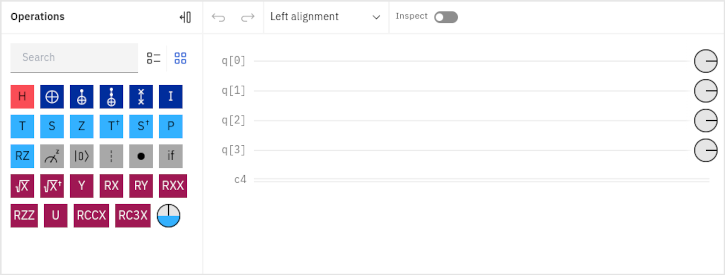 Operations
Left alignment
Inspect
Search
H I
T S Z T† S† P
RZ z |0⟩ if
√X √X† Y RX RY RXX
RZZ U RCCX RC3X
q[0]
q[1]
q[2]
q[3]
c4